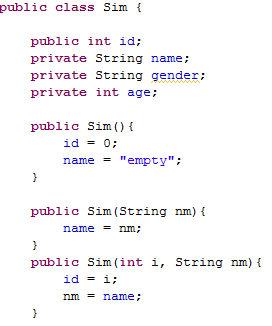 public class Sim {
public int id;
private String name;
private String gender;
private int age;
public Sim(){
id = 0;
name = "empty";
}
public Sim(String nm){
name = nm;
}
public Sim(int i, String nm){
id = i;
nm = name;
}